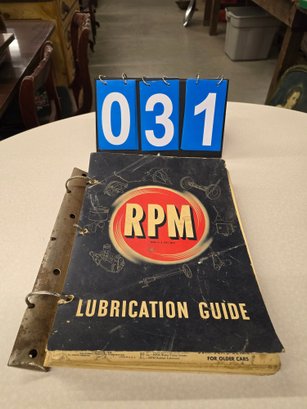 031
RPM
LUBRICATION GUIDE
FOR OLDER CARS